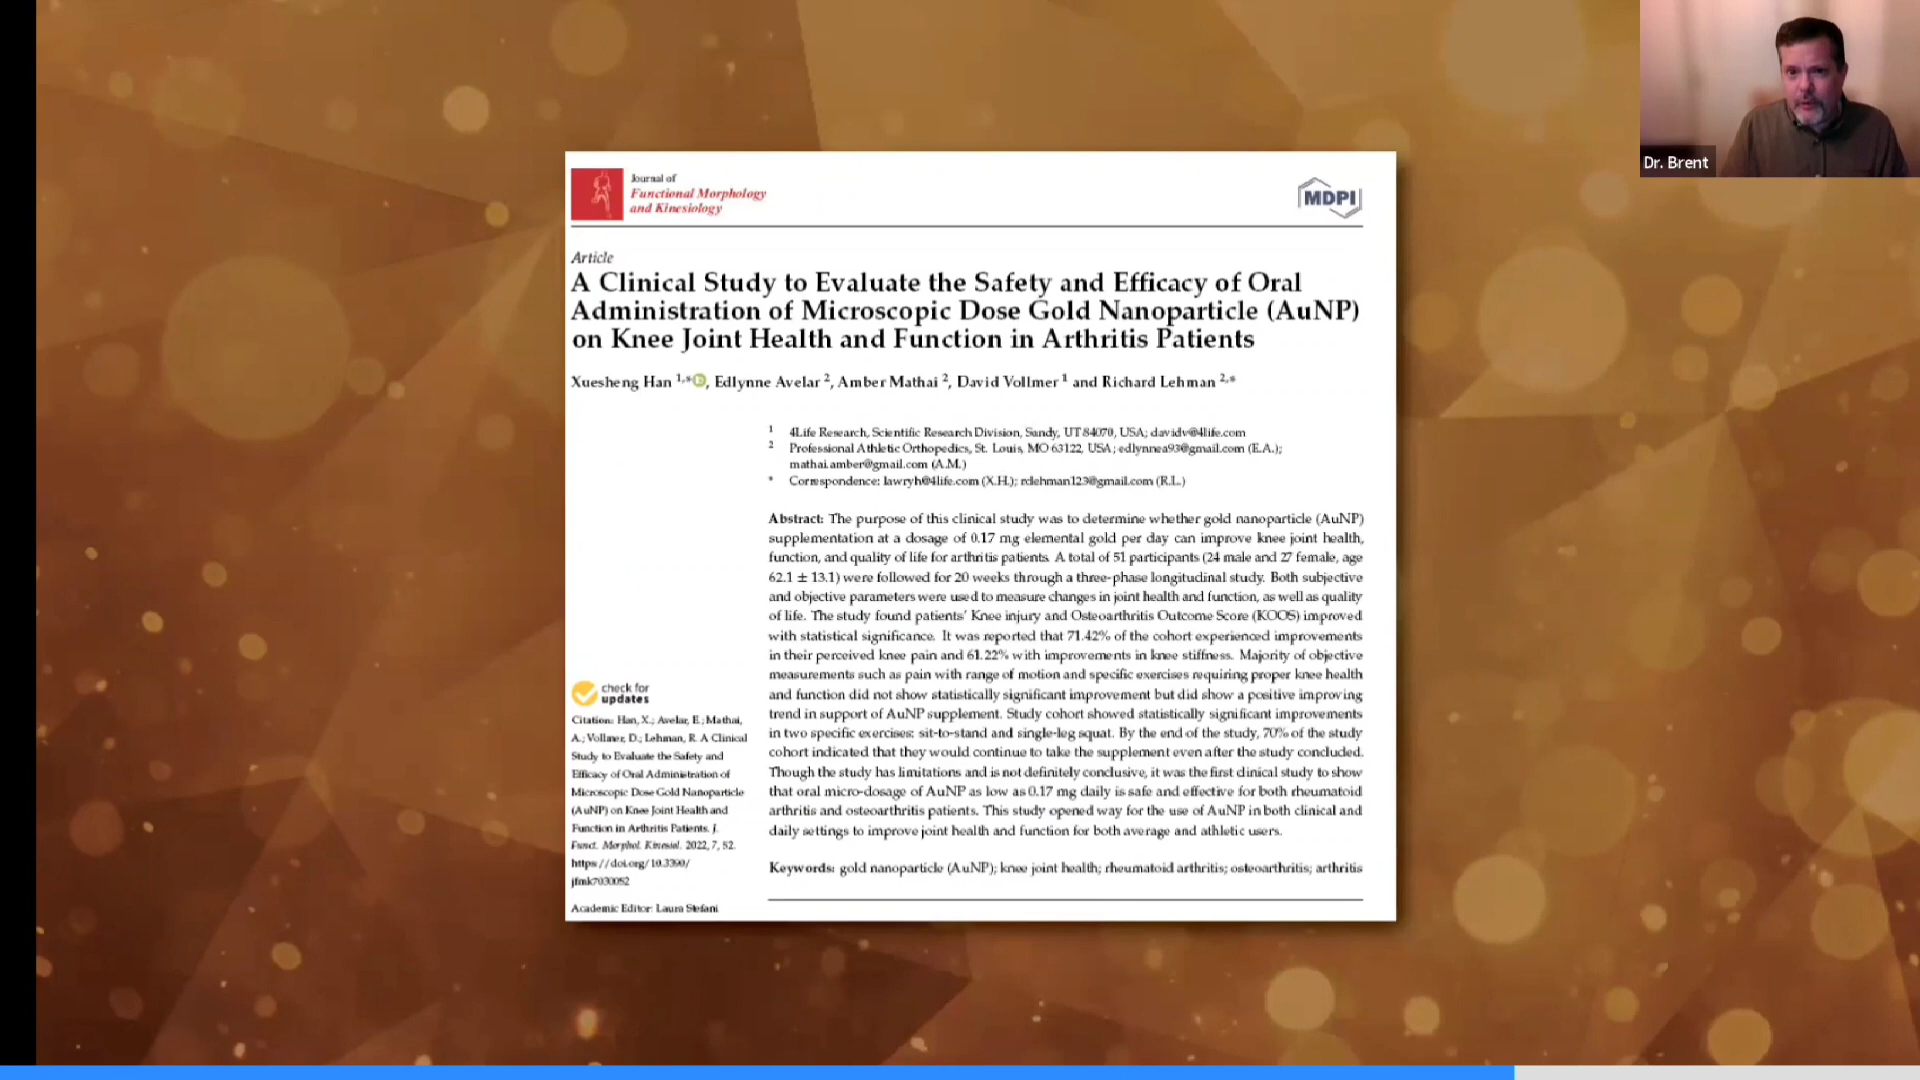 Dr. Brent
Journal of
Functional Morphology
and Kinesiology
MDPI
Article
A Clinical Study to Evaluate the Safety and Efficacy of Oral
Administration of Microscopic Dose Gold Nanoparticle (AuNP)
on Knee Joint Health and Function in Arthritis Patients
Xuesheng Han 1,*, Edlynne Avelar 2, Amber Mathai 2, David Vollmer 1 and Richard Lehman 2,*
1 4Life Research, Scientific Research Division, Sandy, UT 84070, USA; davidv@4life.com
2 Professional Athletic Orthopedics, St. Louis, MO 63122, USA; edlynnea93@gmail.com (E.A.);
mathai.amber@gmail.com (A.M.)
* Correspondence: lawryh@4life.com (X.H.); rclehman123@gmail.com (R.L.)
Abstract: The purpose of this clinical study was to determine whether gold nanoparticle (AuNP)
supplementation at a dosage of 0.17 mg elemental gold per day can improve knee joint health,
function, and quality of life for arthritis patients. A total of 51 participants (24 male and 27 female, age
62.1 ± 13.1) were followed for 20 weeks through a three-phase longitudinal study. Both subjective
and objective parameters were used to measure changes in joint health and function, as well as quality
of life. The study found patients' Knee injury and Osteoarthritis Outcome Score (KOOS) improved
with statistical significance. It was reported that 71.42% of the cohort experienced improvements
in their perceived knee pain and 61.22% with improvements in knee stiffness. Majority of objective
measurements such as pain with range of motion and specific exercises requiring proper knee health
and function did not show statistically significant improvement but did show a positive improving
trend in support of AuNP supplement. Study cohort showed statistically significant improvements
in two specific exercises: sit-to-stand and single-leg squat. By the end of the study, 70% of the study
cohort indicated that they would continue to take the supplement even after the study concluded.
Though the study has limitations and is not definitely conclusive, it was the first clinical study to show
that oral micro-dosage of AuNP as low as 0.17 mg daily is safe and effective for both rheumatoid
arthritis and osteoarthritis patients. This study opened way for the use of AuNP in both clinical and
daily settings to improve joint health and function for both average and athletic users.
Keywords: gold nanoparticle (AuNP); knee joint health; rheumatoid arthritis; osteoarthritis; arthritis
check for
updates
Citation: Han, X.; Avelar, E.; Mathai,
A.; Vollmer, D.; Lehman, R. A Clinical
Study to Evaluate the Safety and
Efficacy of Oral Administration of
Microscopic Dose Gold Nanoparticle
(AuNP) on Knee Joint Health and
Function in Arthritis Patients. J.
Funct. Morphol. Kinesiol. 2022, 7, 52.
https://doi.org/10.3390/
jfmk7030052
Academic Editor: Laura Stefani